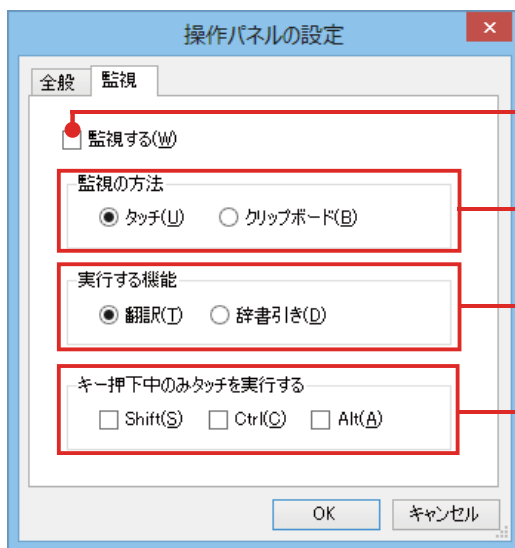 操作パネルの設定
×
全般 監視
監視する(W)
監視の方法
タッチ(U) クリップボード(B)
実行する機能
翻訳(T) 辞書引き(D)
キー押下中のみタッチを実行する
Shift(S) Ctrl(C) Alt(A)
OK キャンセル